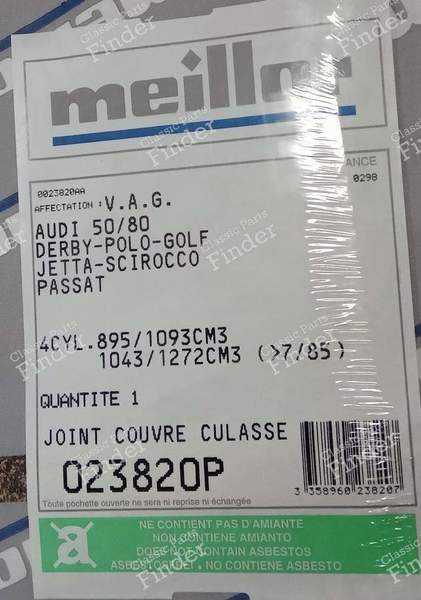 meillor
FRANCE
0023820AA
0298
AFFECTATION : V.A.G.
AUDI 50/80
DERBY-POLO-GOLF
JETTA-SCIROCCO
PASSAT
4CYL.895/1093CM3
1043/1272CM3 (>7/85)
QUANTITE 1
JOINT COUVRE CULASSE
023820P
3 358960 238207
Toute pochette ouverte ne sera ni reprise ni échangée
a
NE CONTIENT PAS D'AMIANTE
NON CONTIENE AMIANTO
DOES NOT CONTAIN ASBESTOS
NO CONTIENE ASBESTO
Classic Parts Finder